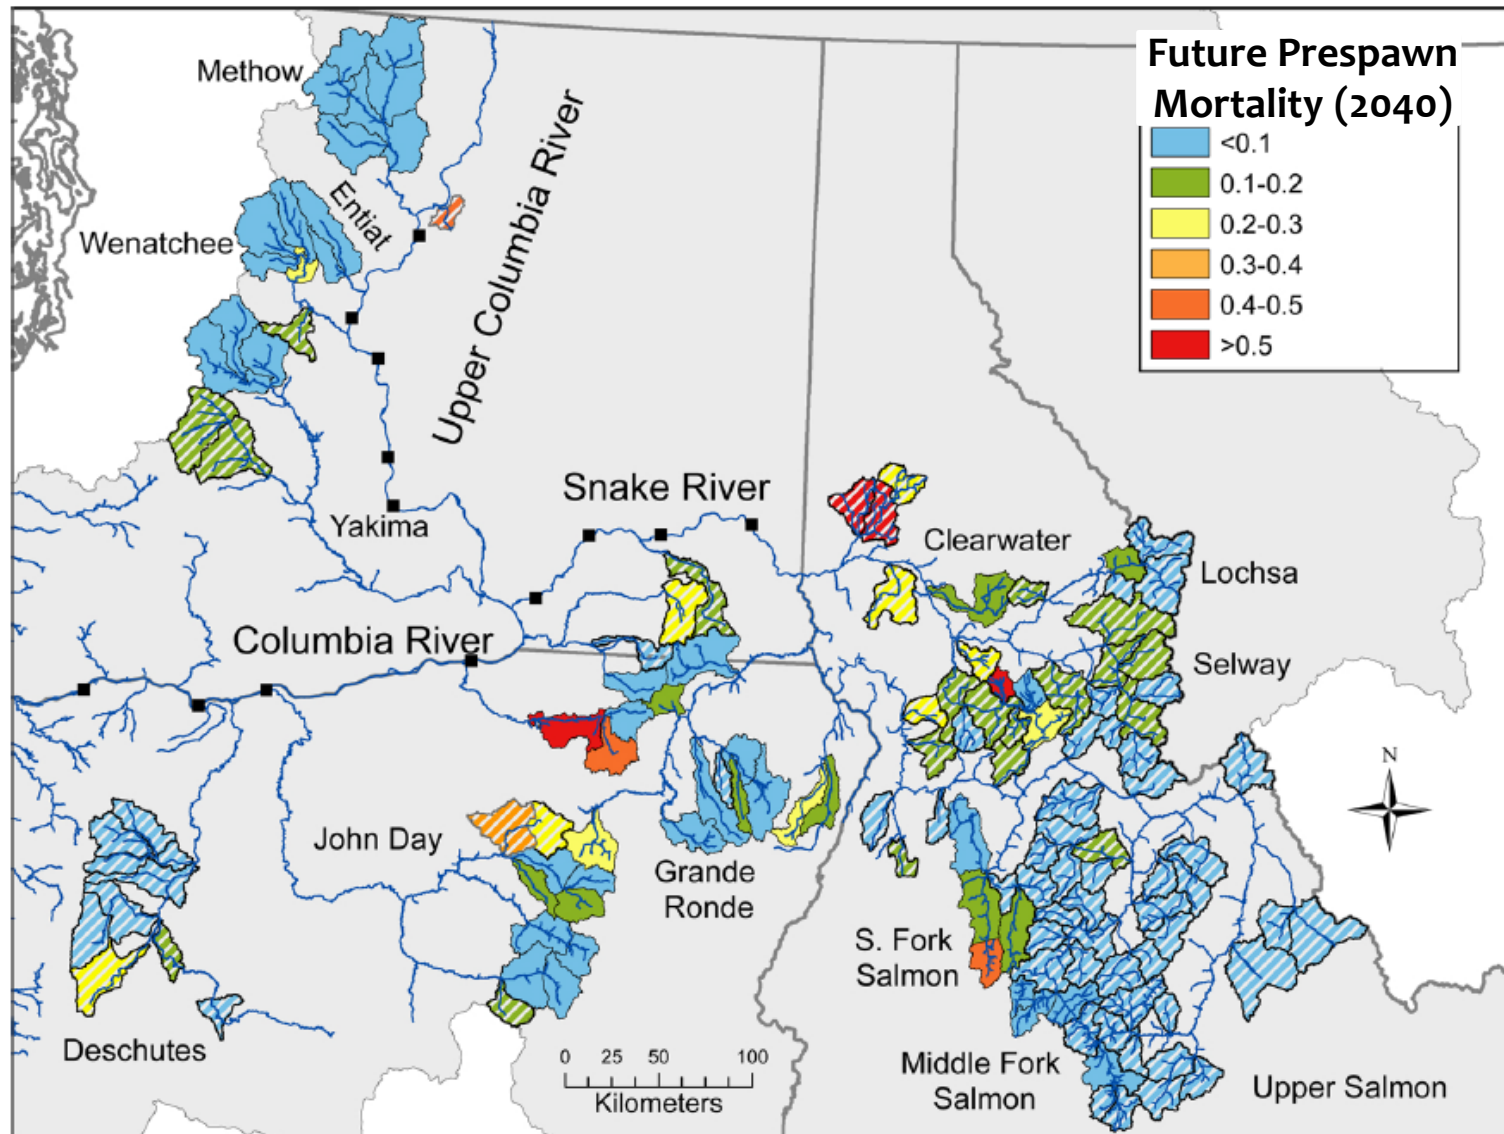 Future Prespawn
Mortality (2040)
<0.1
0.1-0.2
0.2-0.3
0.3-0.4
0.4-0.5
>0.5
Methow
Entiat
Wenatchee
Upper Columbia River
Snake River
Yakima
Clearwater
Lochsa
Columbia River
Selway
N
John Day
Grande
Ronde
S. Fork
Salmon
Deschutes
0 25 50 100
Kilometers
Middle Fork
Salmon
Upper Salmon